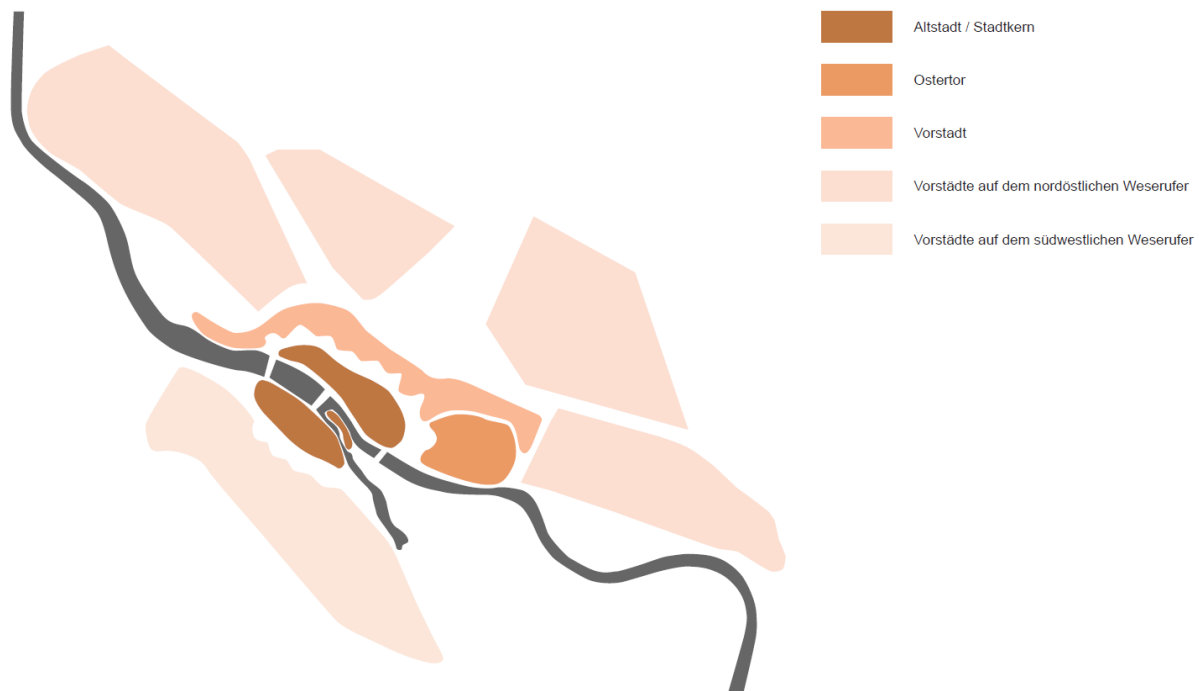 Altstadt / Stadtkern
Ostertor
Vorstadt
Vorstädte auf dem nordöstlichen Weserufer
Vorstädte auf dem südwestlichen Weserufer